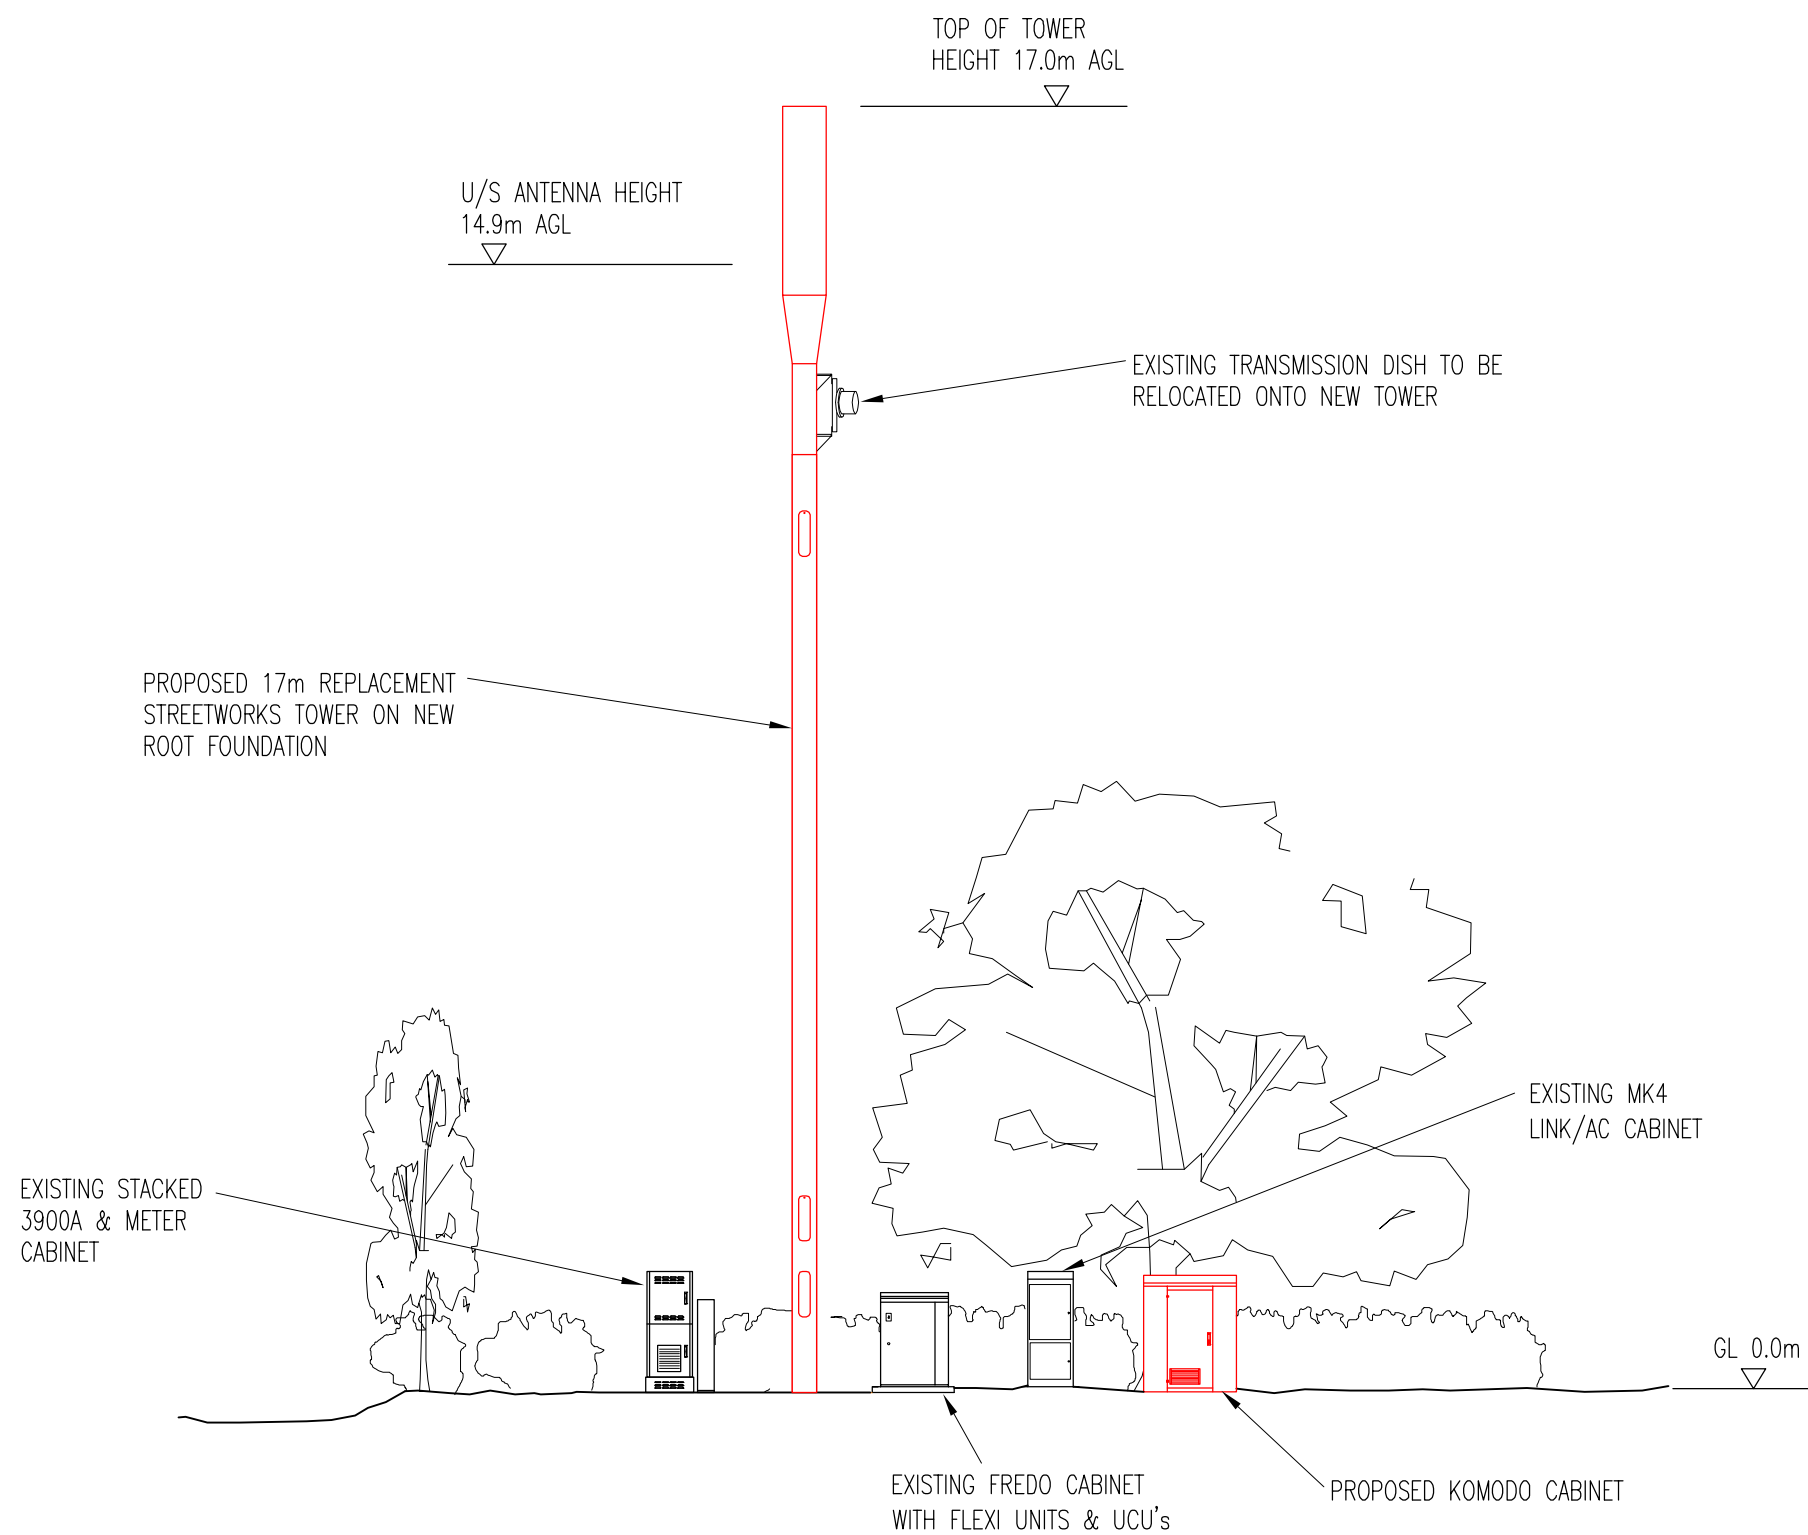 TOP OF TOWER
HEIGHT 17.0m AGL
U/S ANTENNA HEIGHT
14.9m AGL
EXISTING TRANSMISSION DISH TO BE
RELOCATED ONTO NEW TOWER
PROPOSED 17m REPLACEMENT
STREETWORKS TOWER ON NEW
ROOT FOUNDATION
EXISTING MK4
LINK/AC CABINET
EXISTING STACKED
3900A & METER
CABINET
GL 0.0m
EXISTING FREDO CABINET
WITH FLEXI UNITS & UCU's
PROPOSED KOMODO CABINET